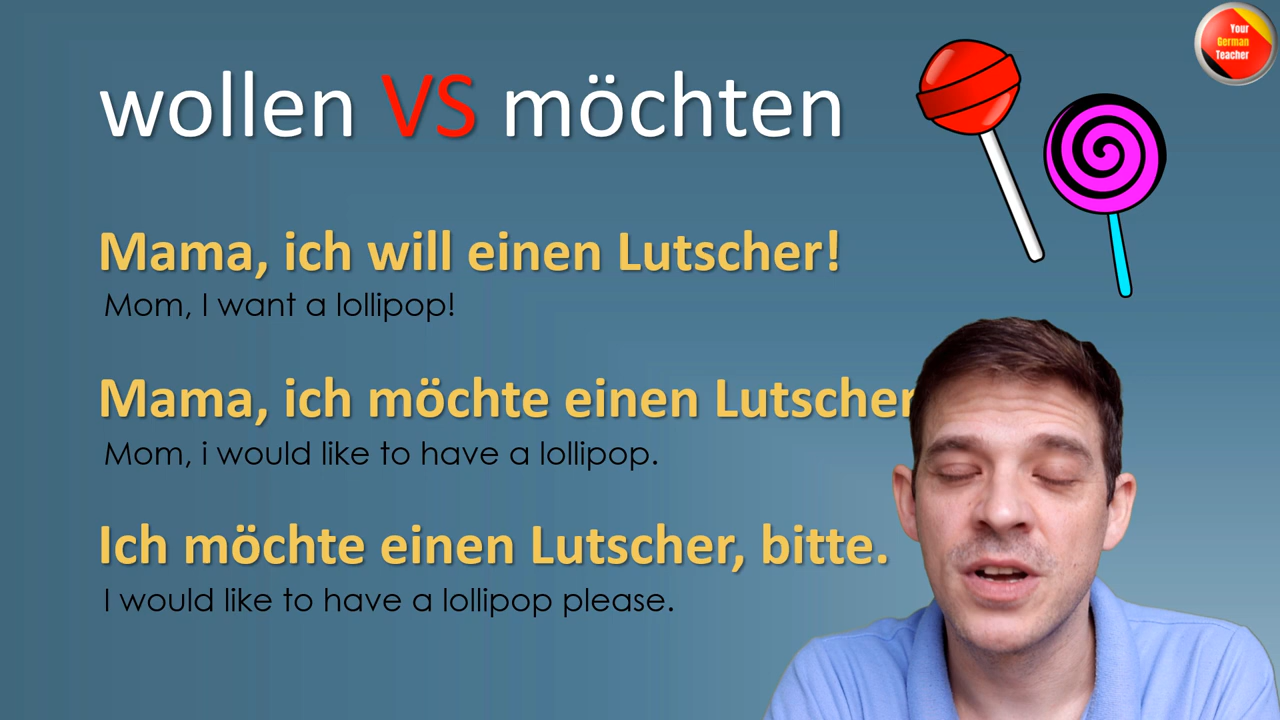 Your
German
Teacher
wollen VS möchten
Mama, ich will einen Lutscher!
Mom, I want a lollipop!
Mama, ich möchte einen Lutscher
Mom, i would like to have a lollipop.
Ich möchte einen Lutscher, bitte.
I would like to have a lollipop please.